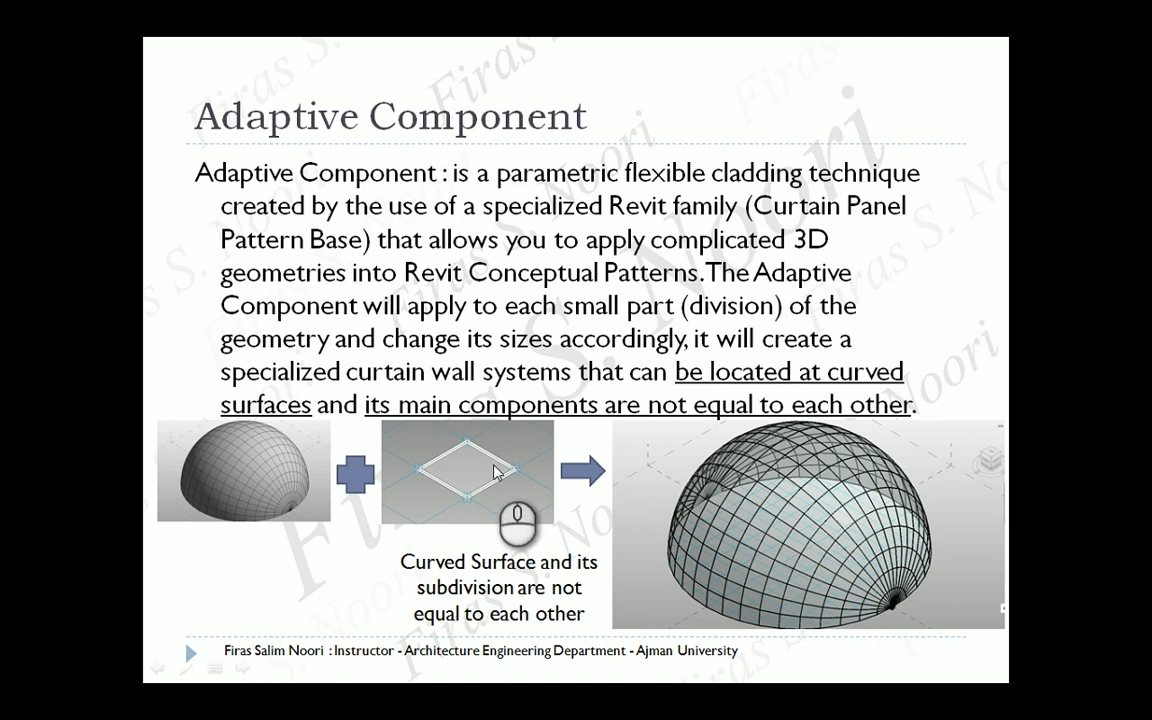 Adaptive Component
Adaptive Component : is a parametric flexible cladding technique
created by the use of a specialized Revit family (Curtain Panel
Pattern Base) that allows you to apply complicated 3D
geometries into Revit Conceptual Patterns. The Adaptive
Component will apply to each small part (division) of the
geometry and change its sizes accordingly, it will create a
specialized curtain wall systems that can be located at curved
surfaces and its main components are not equal to each other.
Curved Surface and its
subdivision are not
equal to each other
Firas Salim Noori : Instructor - Architecture Engineering Department - Ajman University
Firas S. Noori